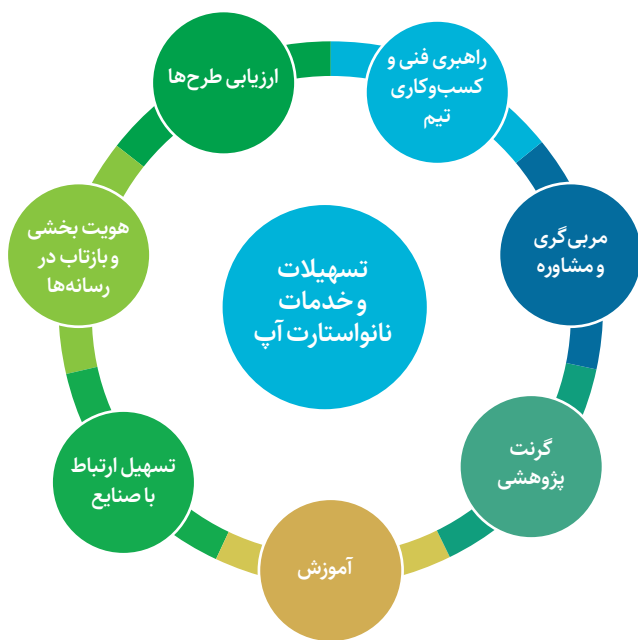 ارزیابی طرح‌ها
راهبری فنی و
کسب‌وکاری
تیم
مربی‌گری
و مشاوره
گرنت
پژوهشی
آموزش
تسهیل ارتباط
با صنایع
هویت بخشی
و بازتاب در
رسانه‌ها
تسهیلات
و خدمات
نانواستارت آپ